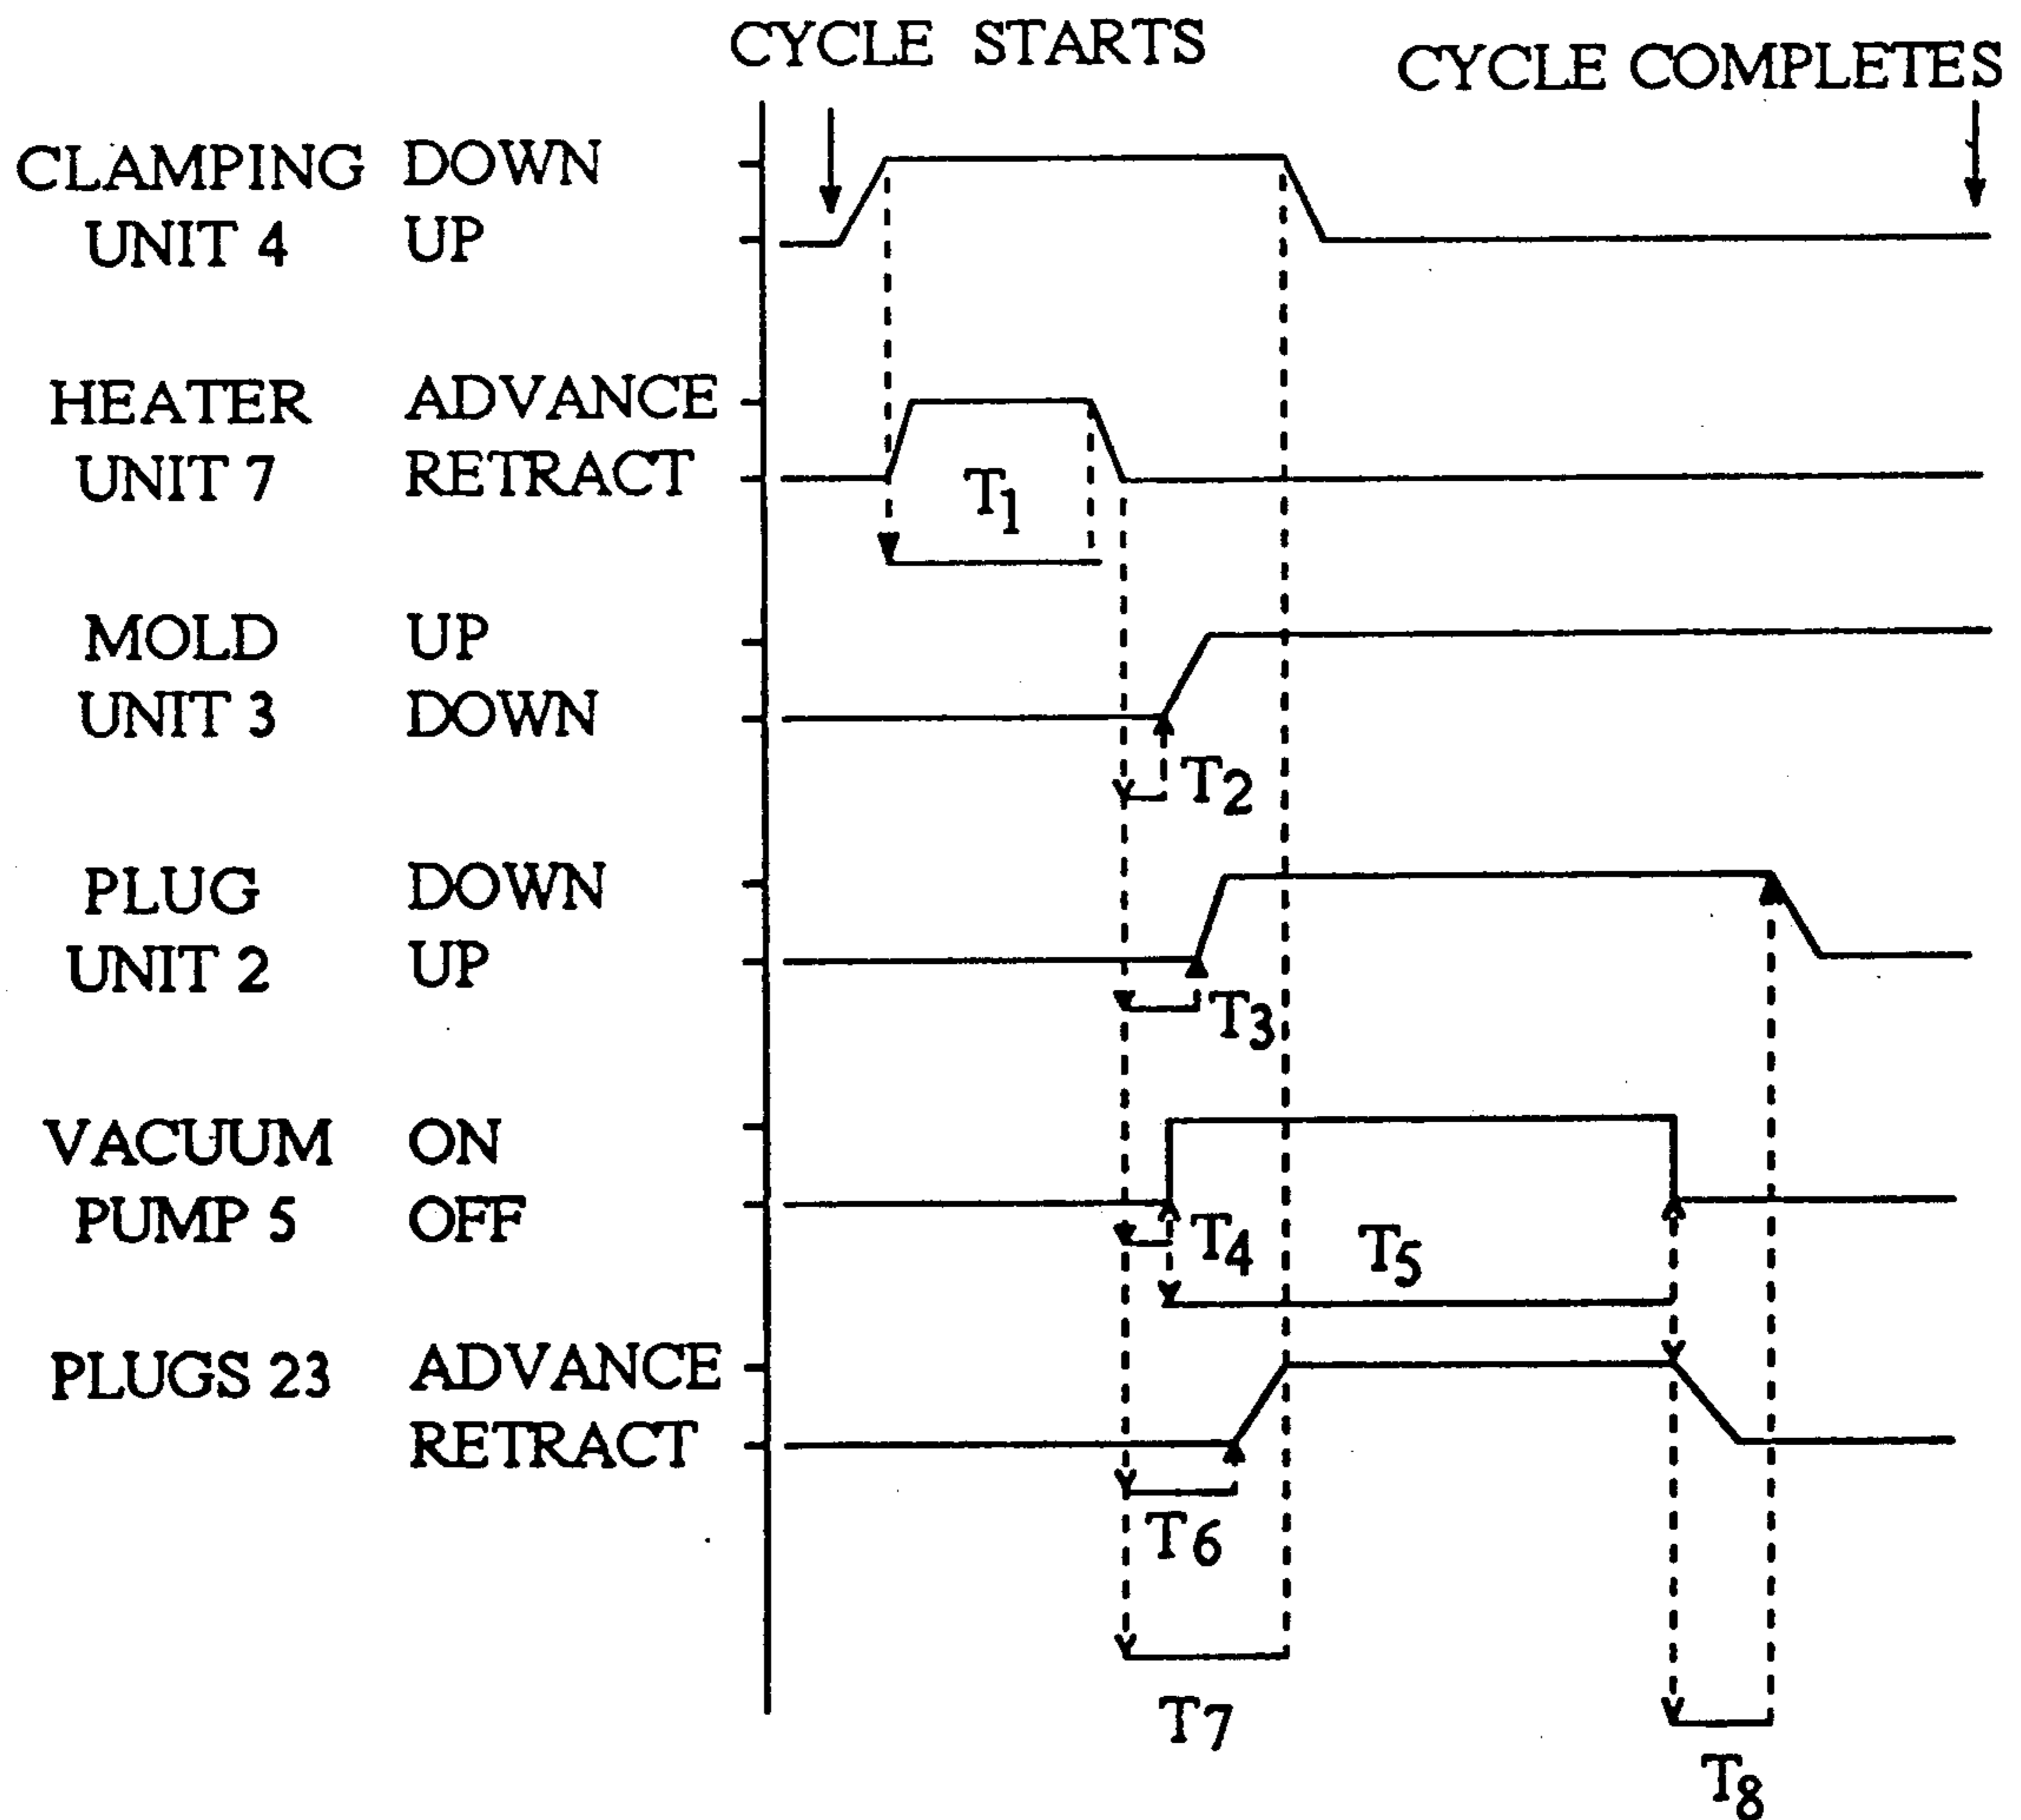 CYCLE STARTS
CYCLE COMPLETES
CLAMPING DOWN
UNIT 4 UP
HEATER ADVANCE
UNIT 7 RETRACT
T1
MOLD UP
UNIT 3 DOWN
T2
PLUG DOWN
UNIT 2 UP
T3
VACUUM ON
PUMP 5 OFF
T4 T5
PLUGS 23 ADVANCE
RETRACT
T6
T7
T8